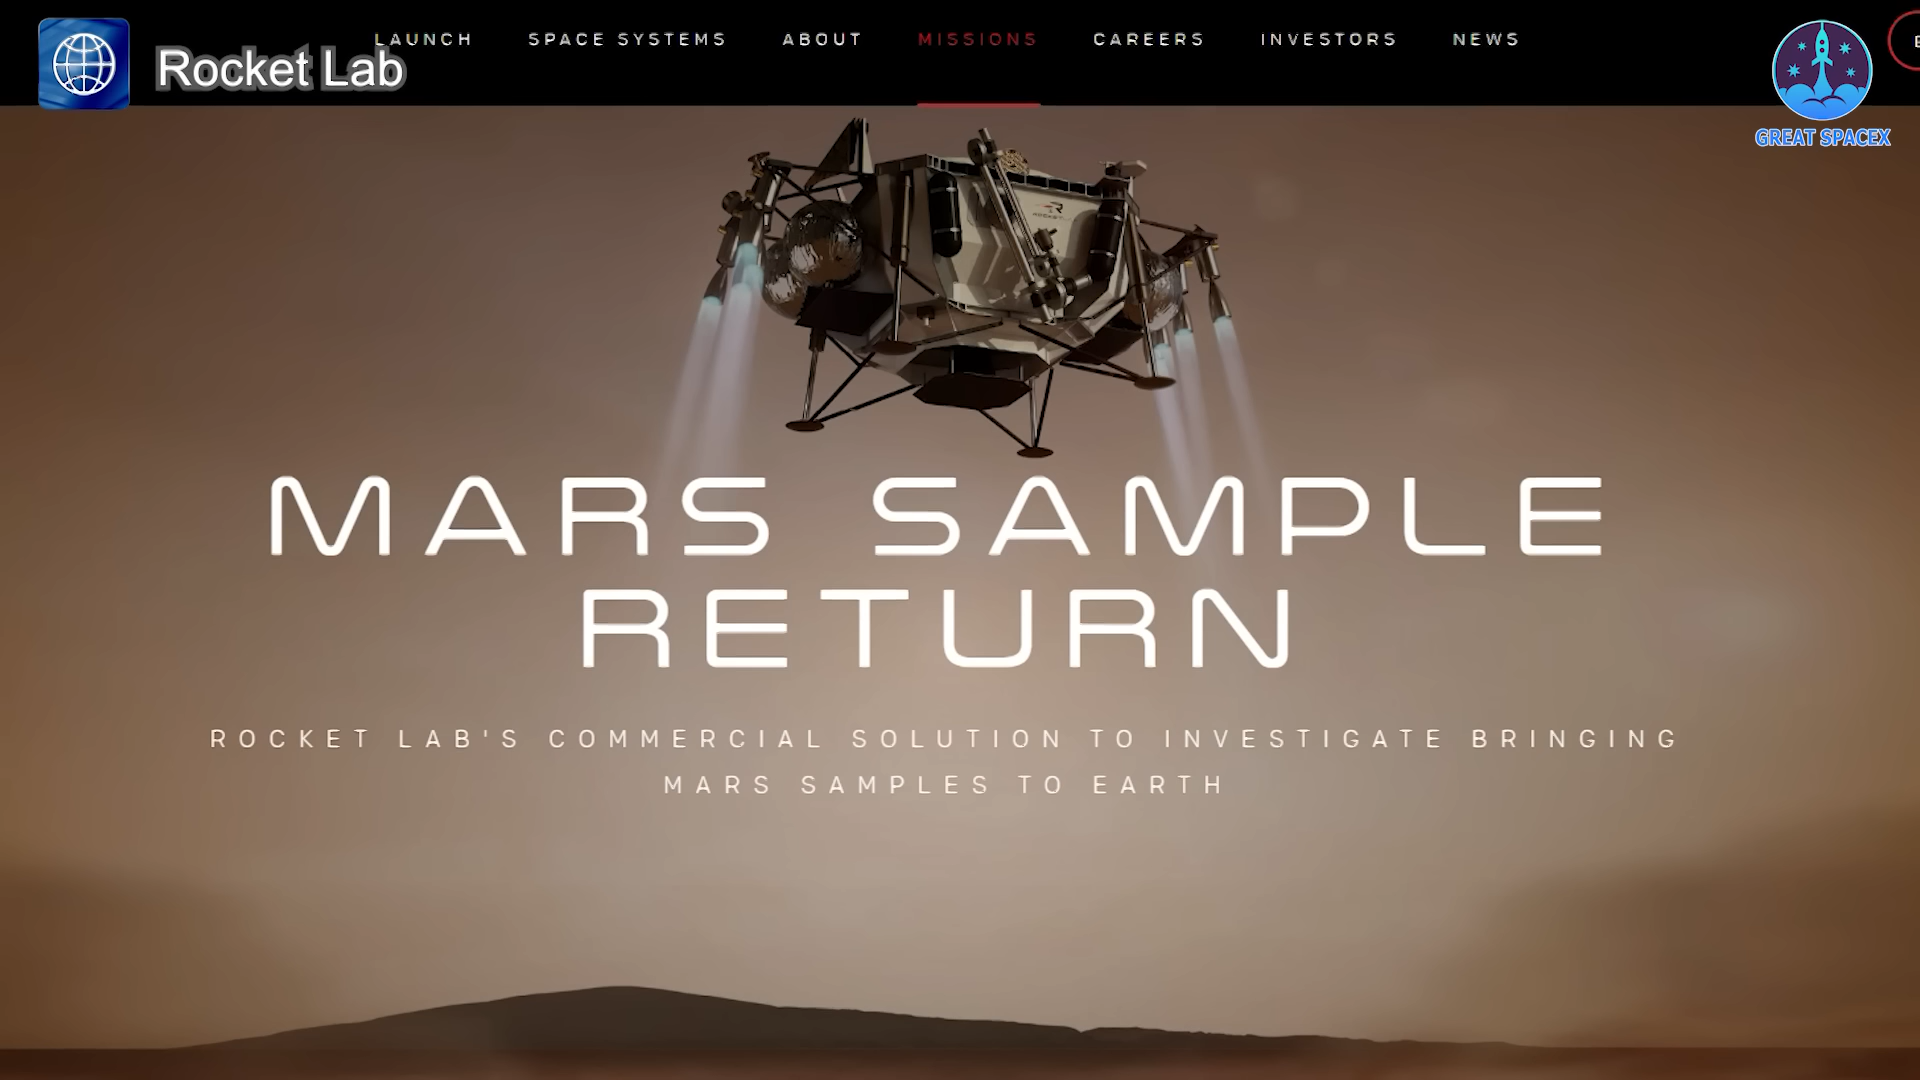 Rocket Lab
LAUNCH SPACE SYSTEMS ABOUT MISSIONS CAREERS INVESTORS NEWS
GREAT SPACEX
MARS SAMPLE
RETURN
ROCKET LAB'S COMMERCIAL SOLUTION TO INVESTIGATE BRINGING
MARS SAMPLES TO EARTH